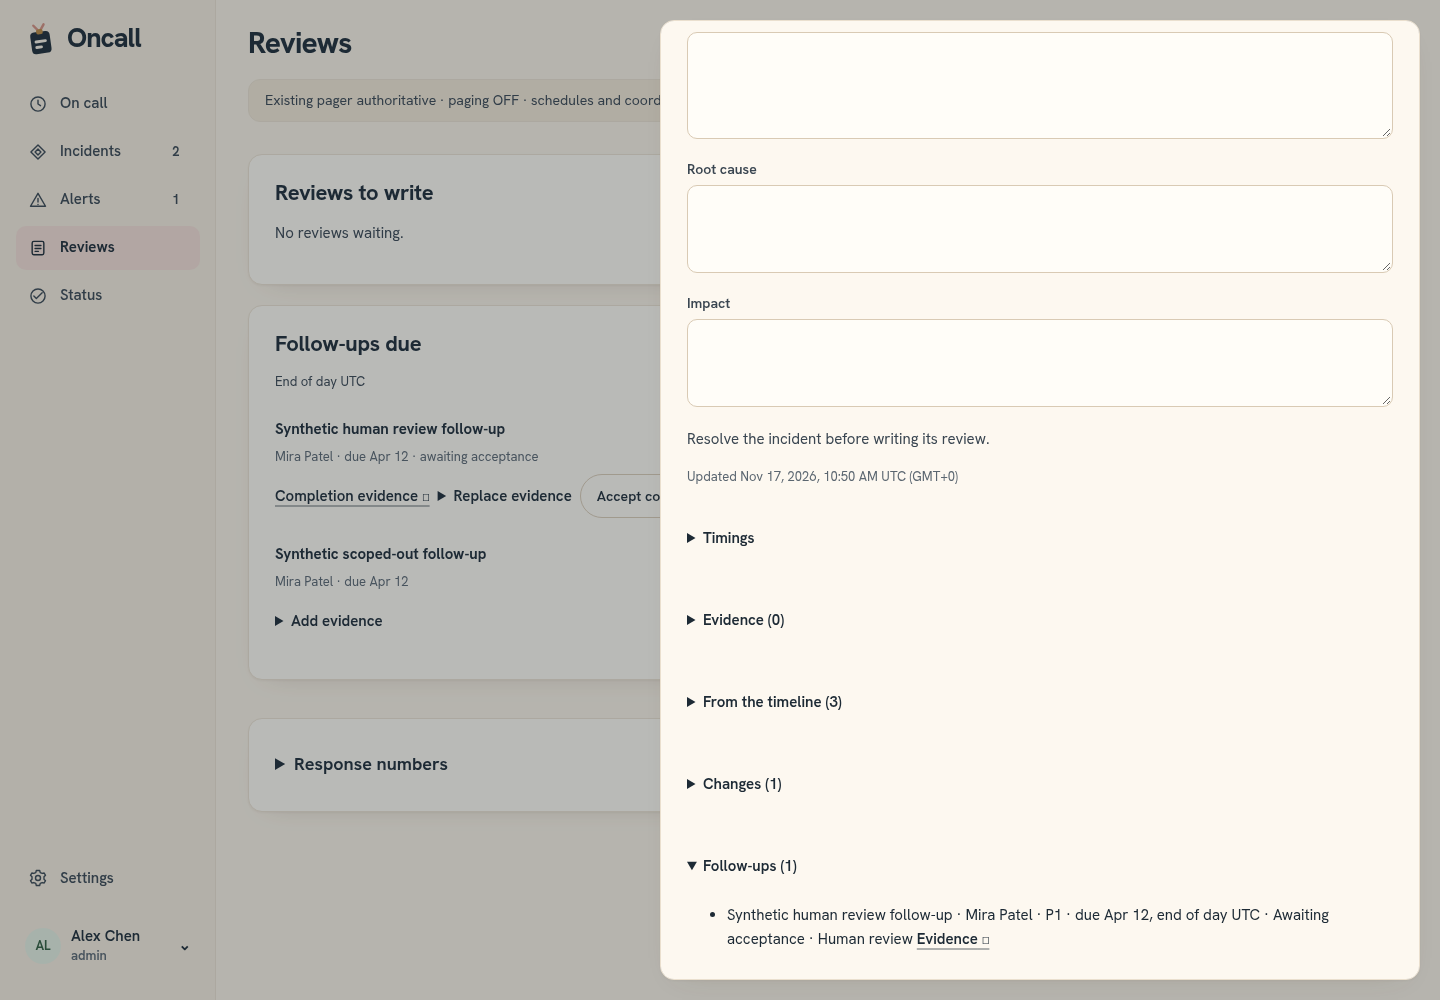 Oncall
On call
Incidents 2
Alerts 1
Reviews
Status
Settings
AL
Alex Chen
admin
Reviews
Existing pager authoritative · paging OFF · schedules and coord
Reviews to write
No reviews waiting.
Follow-ups due
End of day UTC
Synthetic human review follow-up
Mira Patel · due Apr 12 · awaiting acceptance
Completion evidence
Replace evidence
Accept co
Synthetic scoped-out follow-up
Mira Patel · due Apr 12
Add evidence
Response numbers
Root cause
Impact
Resolve the incident before writing its review.
Updated Nov 17, 2026, 10:50 AM UTC (GMT+0)
Timings
Evidence (0)
From the timeline (3)
Changes (1)
Follow-ups (1)
Synthetic human review follow-up · Mira Patel · P1 · due Apr 12, end of day UTC · Awaiting
acceptance · Human review Evidence